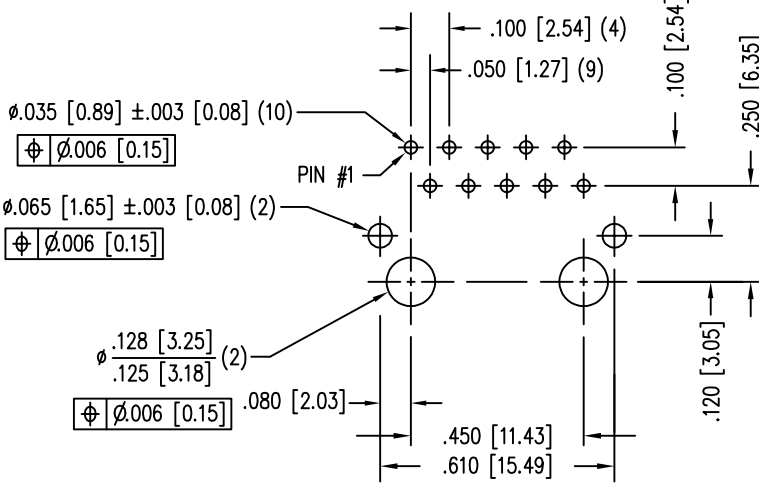 .100 [2.54] (4)
.050 [1.27] (9)
.100 [2.54]
.250 [6.35]
ø.035 [0.89] ±.003 [0.08] (10)
⌖ Ø.006 [0.15]
PIN #1
ø.065 [1.65] ±.003 [0.08] (2)
⌖ Ø.006 [0.15]
ø .128 [3.25] (2)
.125 [3.18]
⌖ Ø.006 [0.15]
.080 [2.03]
.120 [3.05]
.450 [11.43]
.610 [15.49]